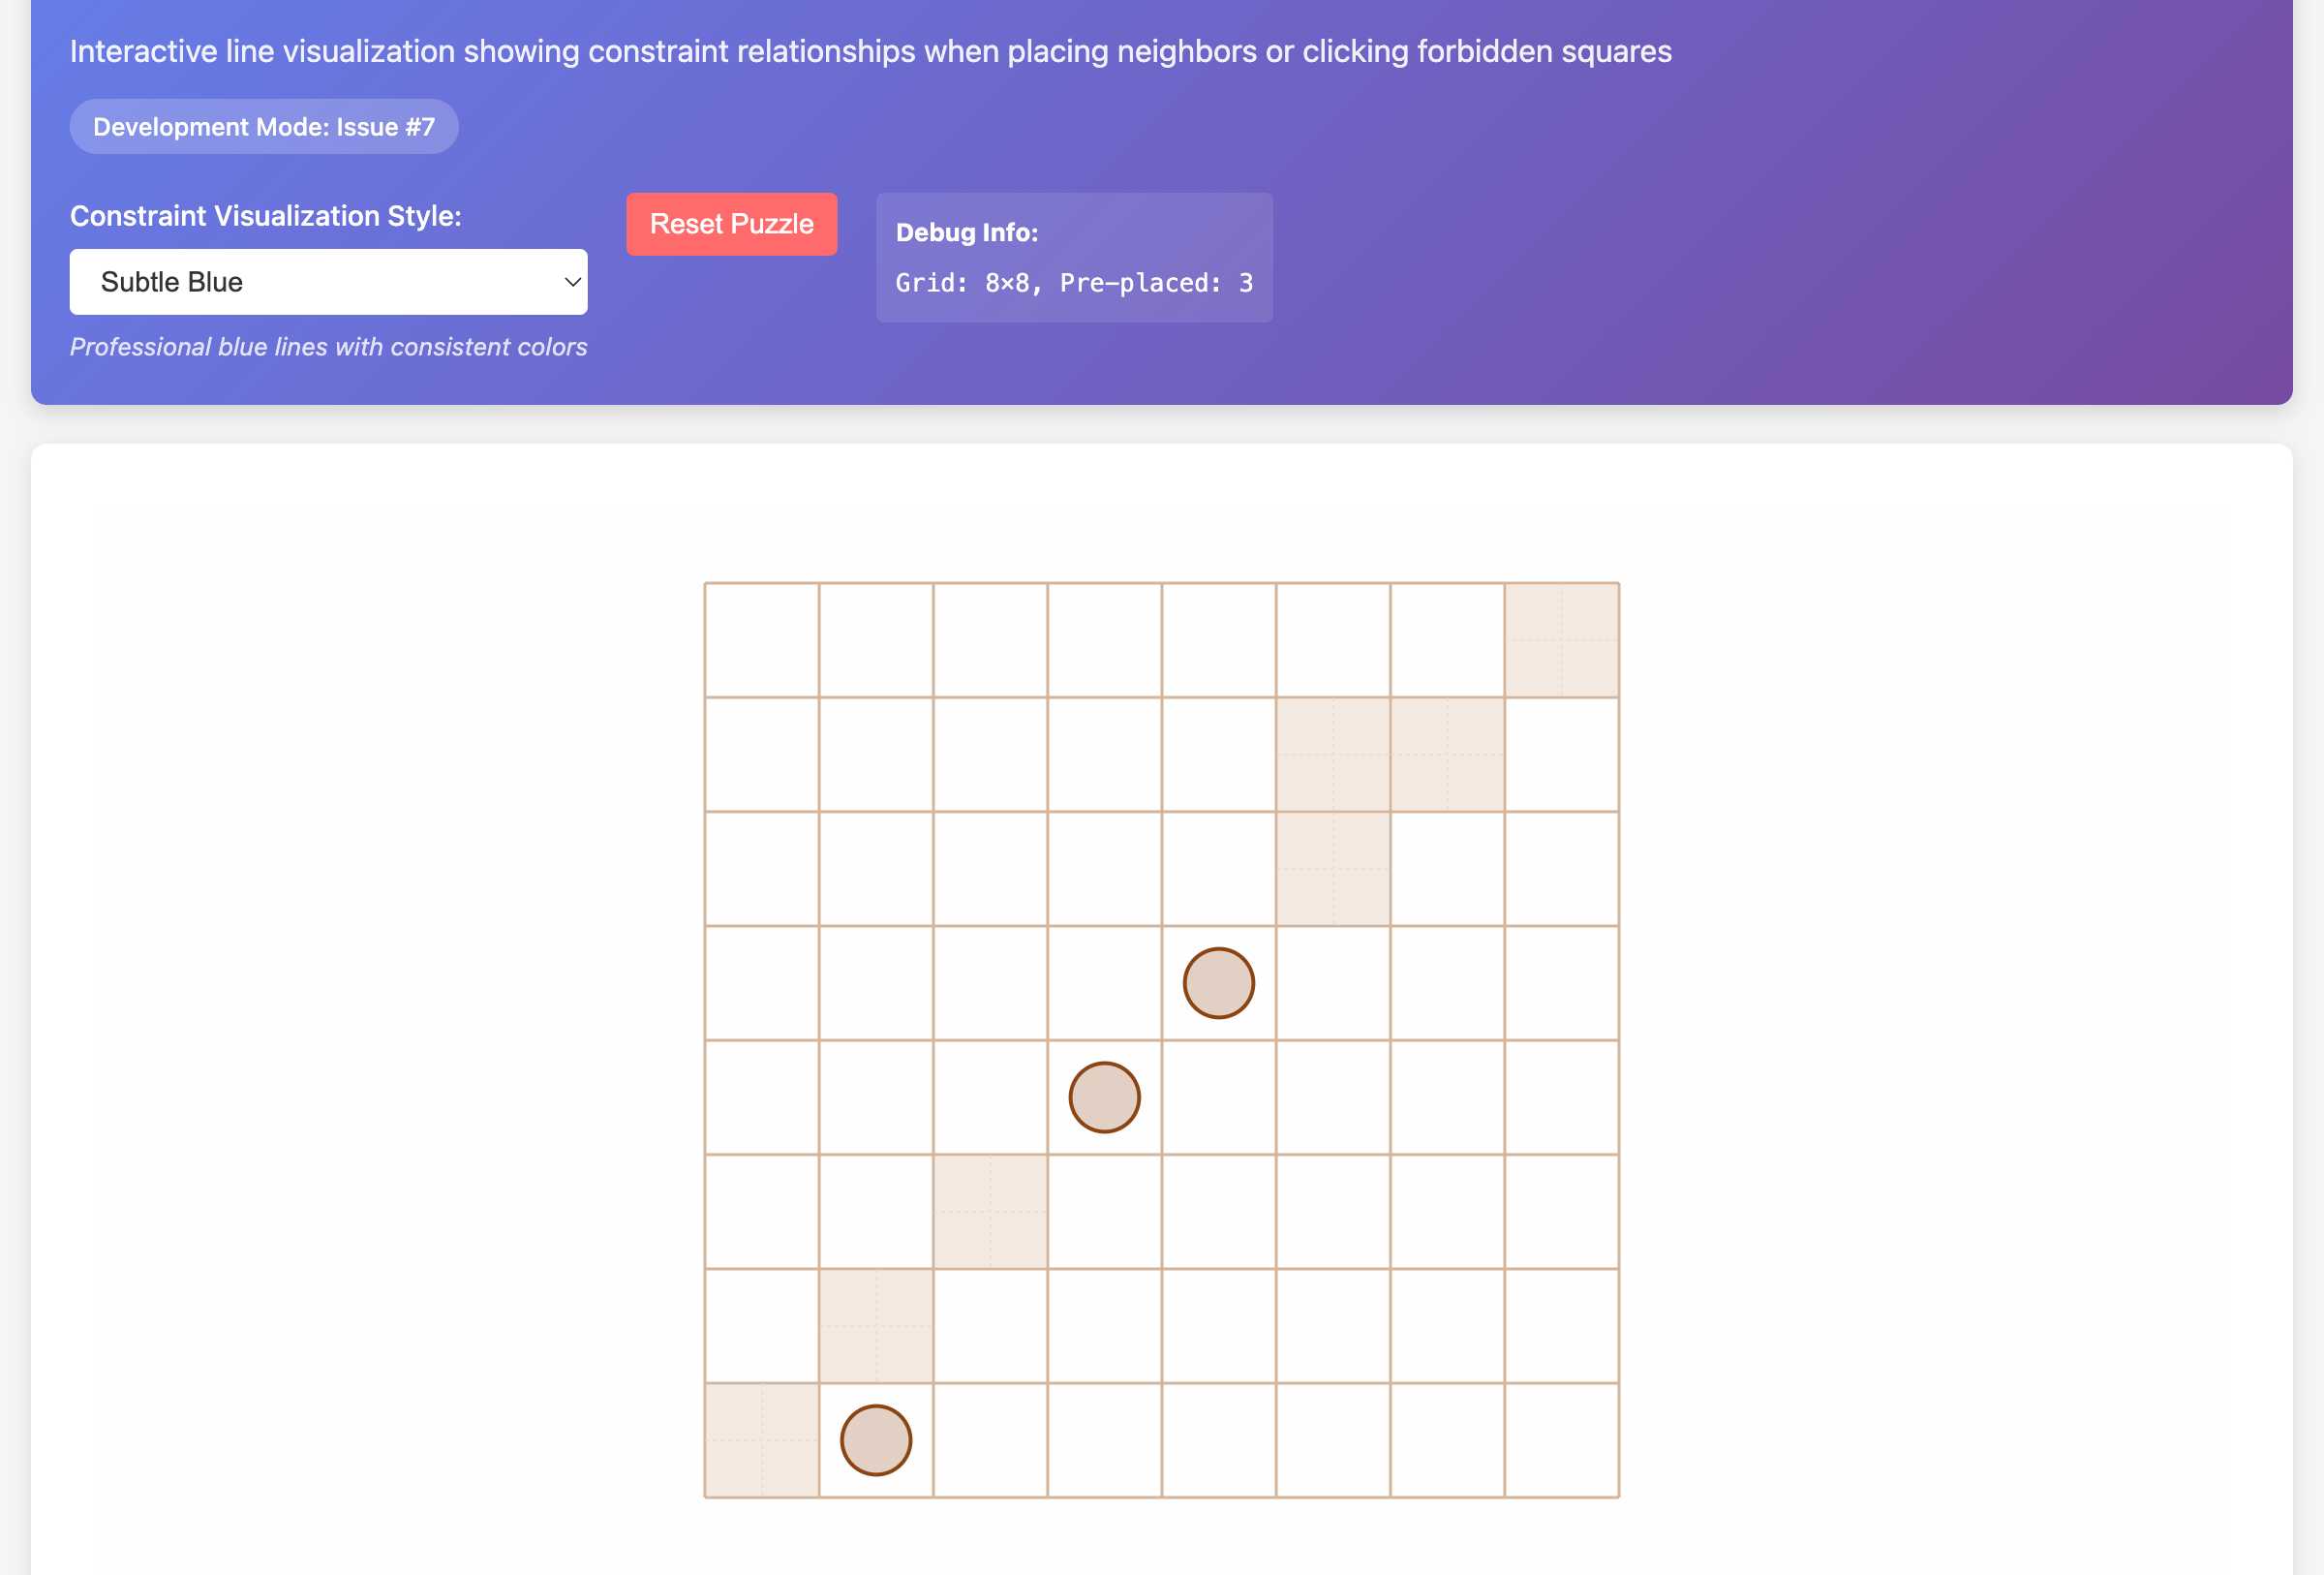 Interactive line visualization showing constraint relationships when placing neighbors or clicking forbidden squares
Development Mode: Issue #7
Constraint Visualization Style:
Subtle Blue
Professional blue lines with consistent colors
Reset Puzzle
Debug Info:
Grid: 8×8, Pre-placed: 3